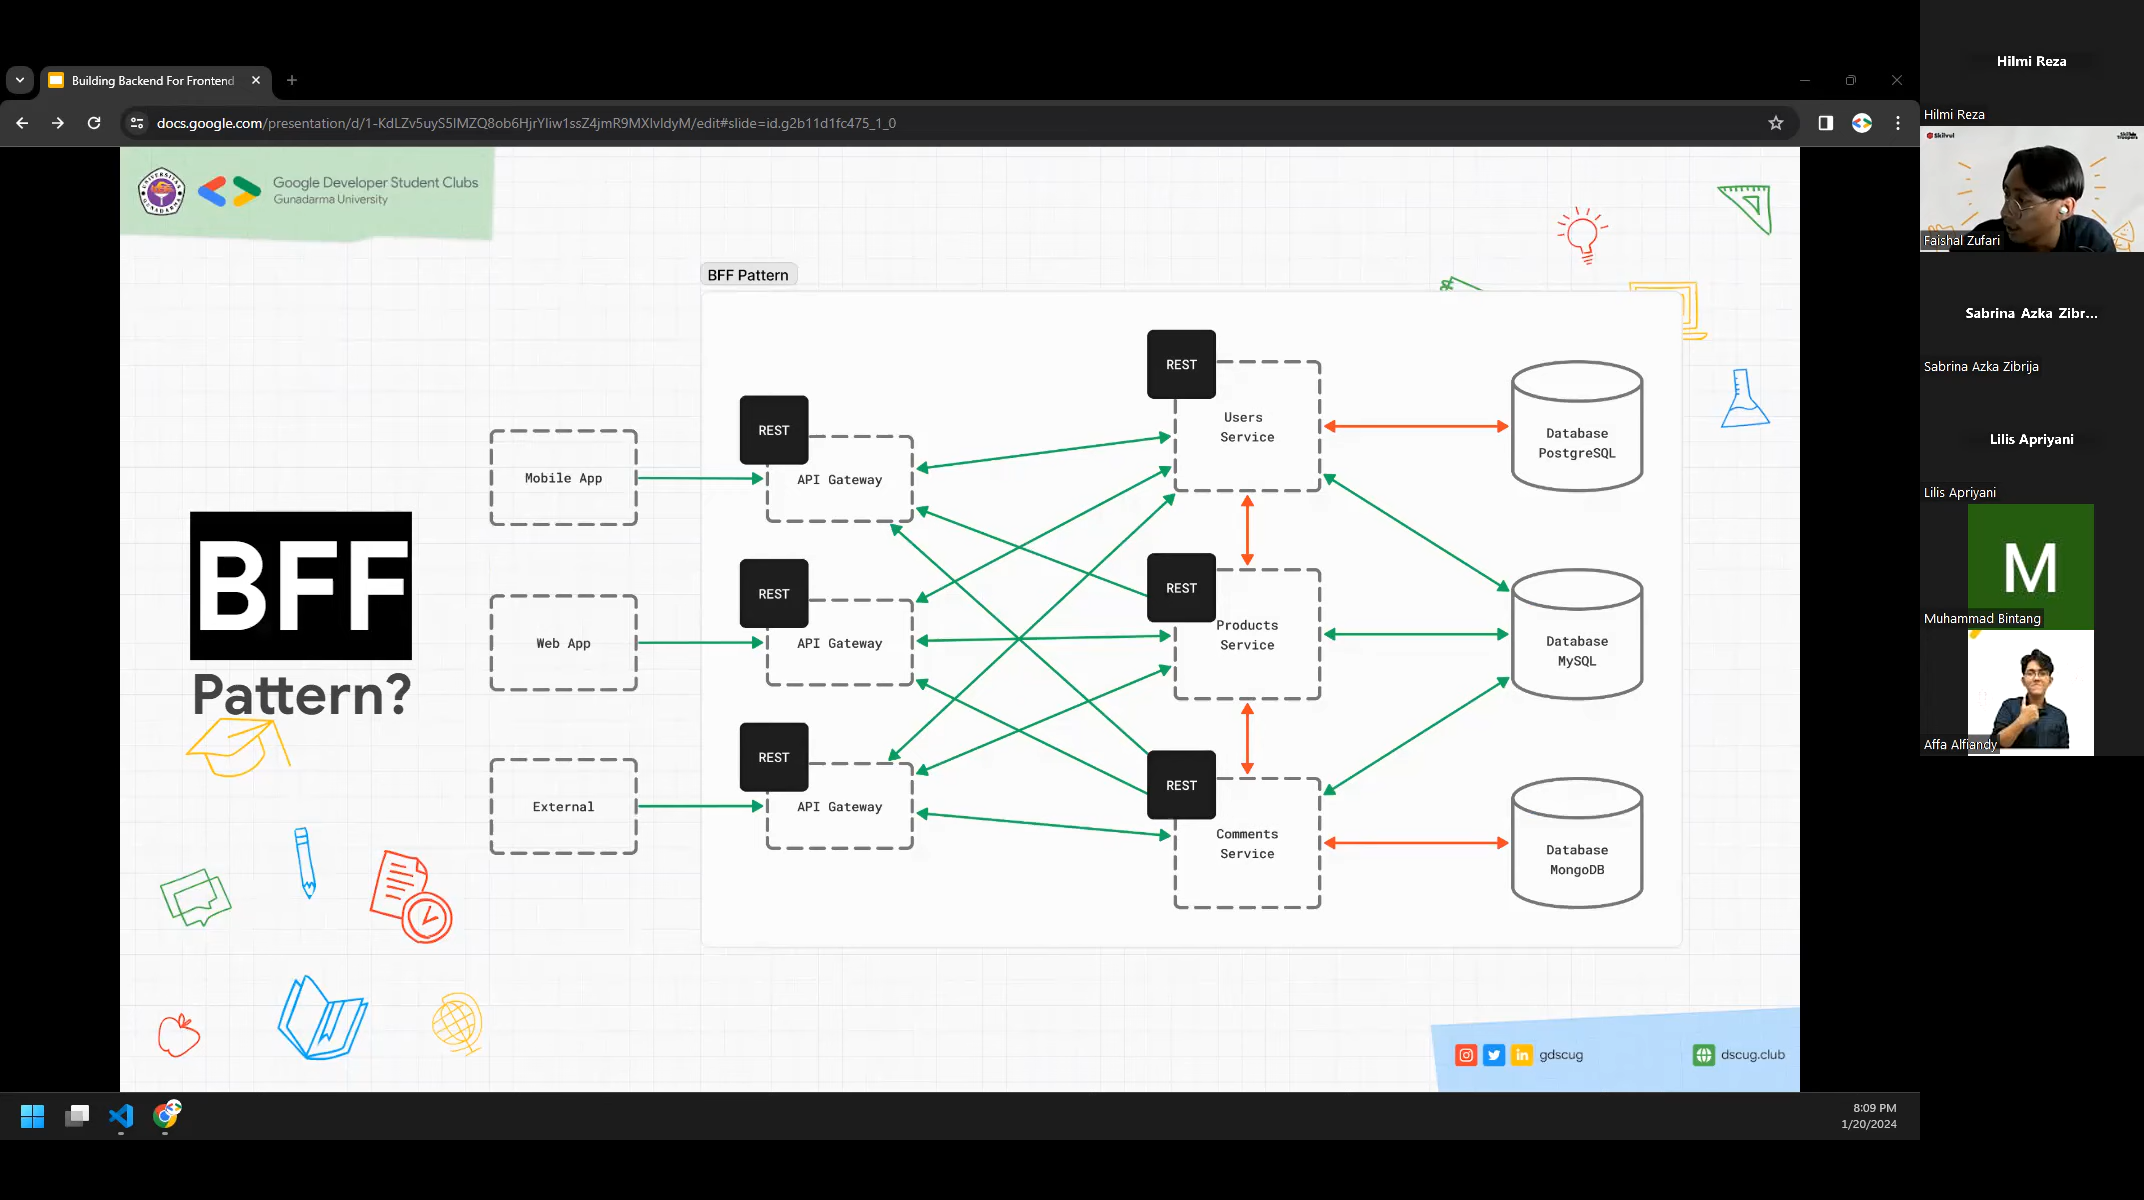 Building Backend For Frontend
docs.google.com/presentation/d/1-KdLZv5uyS5IMZQ8ob6HjrYliw1ssZ4jmR9MXlvldyM/edit#slide=id.g2b11d1fc475_1_0
Google Developer Student Clubs
Gunadarma University
BFF
Pattern?
BFF Pattern
Mobile App
Web App
External
REST
API Gateway
REST
API Gateway
REST
API Gateway
REST
Users
Service
REST
Products
Service
REST
Comments
Service
Database
PostgreSQL
Database
MySQL
Database
MongoDB
gdscug
dscug.club
8:09 PM
1/20/2024
Hilmi Reza
Hilmi Reza
Skilvul
Faishal Zufari
Sabrina Azka Zibr...
Sabrina Azka Zibrija
Lilis Apriyani
Lilis Apriyani
M
Muhammad Bintang
Affa Alfiandy